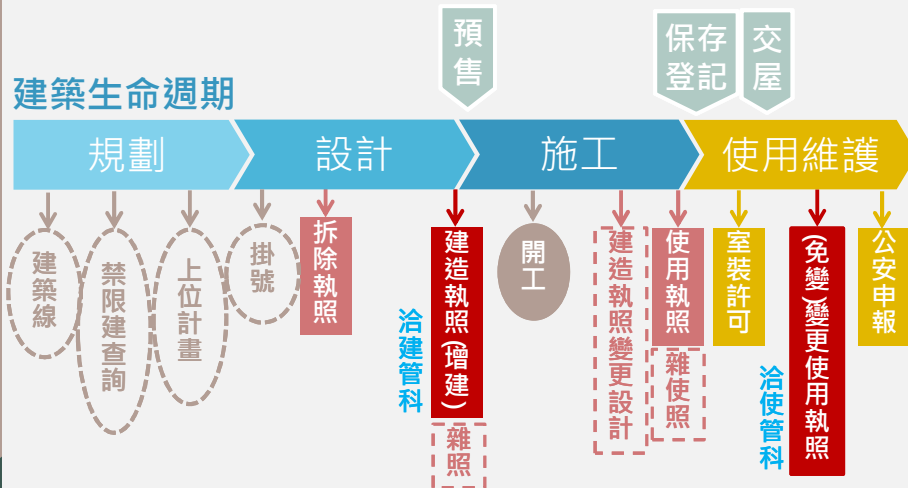 預售
保存
登記
交屋
建築生命週期
規劃
設計
施工
使用維護
建築線
禁限建查詢
上位計畫
掛號
拆除執照
洽建管科
建造執照(增建)
雜照
開工
建造執照變更設計
使用執照
雜使照
室裝許可
洽使管科
(免變)變更使用執照
公安申報